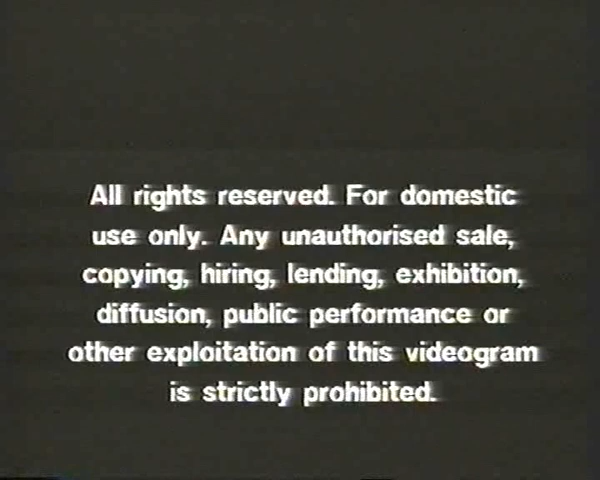 All rights reserved. For domestic
use only. Any unauthorised sale,
copying, hiring, lending, exhibition,
diffusion, public performance or
other exploitation of this videogram
is strictly prohibited.